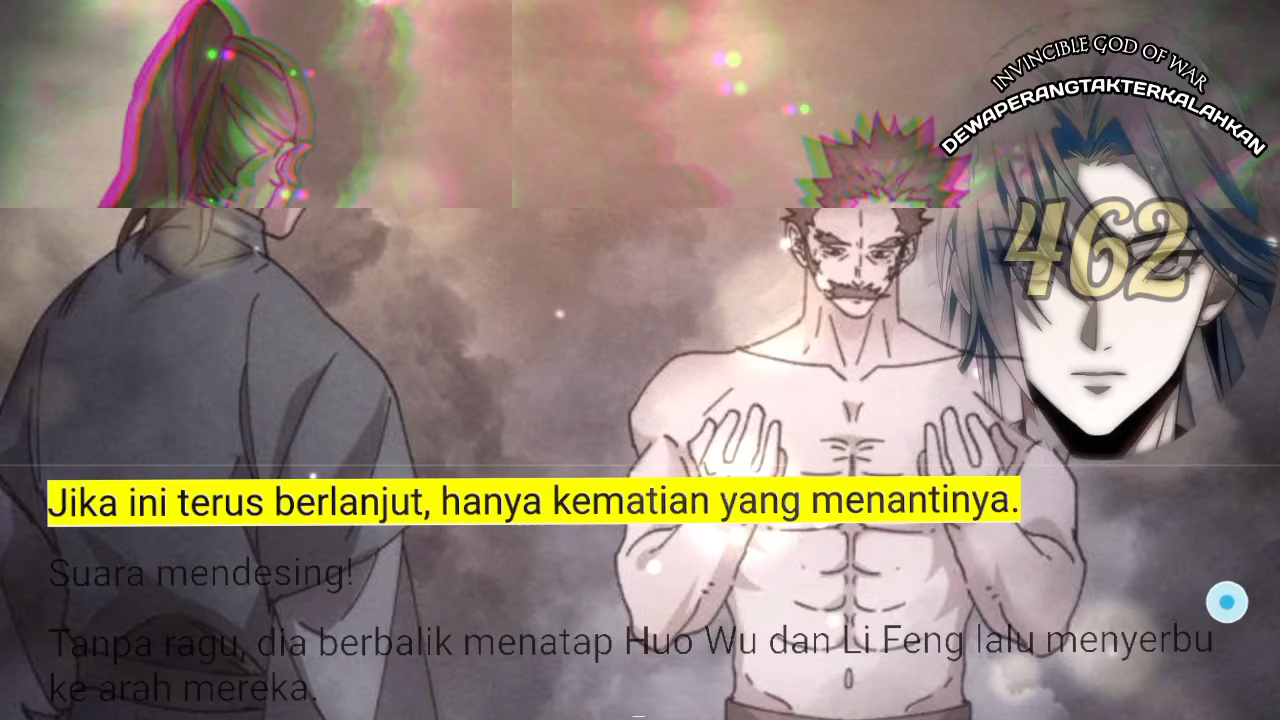 INVINCIBLE GOD OF WAR
DEWAPERANGTAKTERKALAHKAN
462
Jika ini terus berlanjut, hanya kematian yang menantinya.
Suara mendesing!
Tanpa ragu, dia berbalik menatap Huo Wu dan Li Feng lalu menyerbu
ke arah mereka.